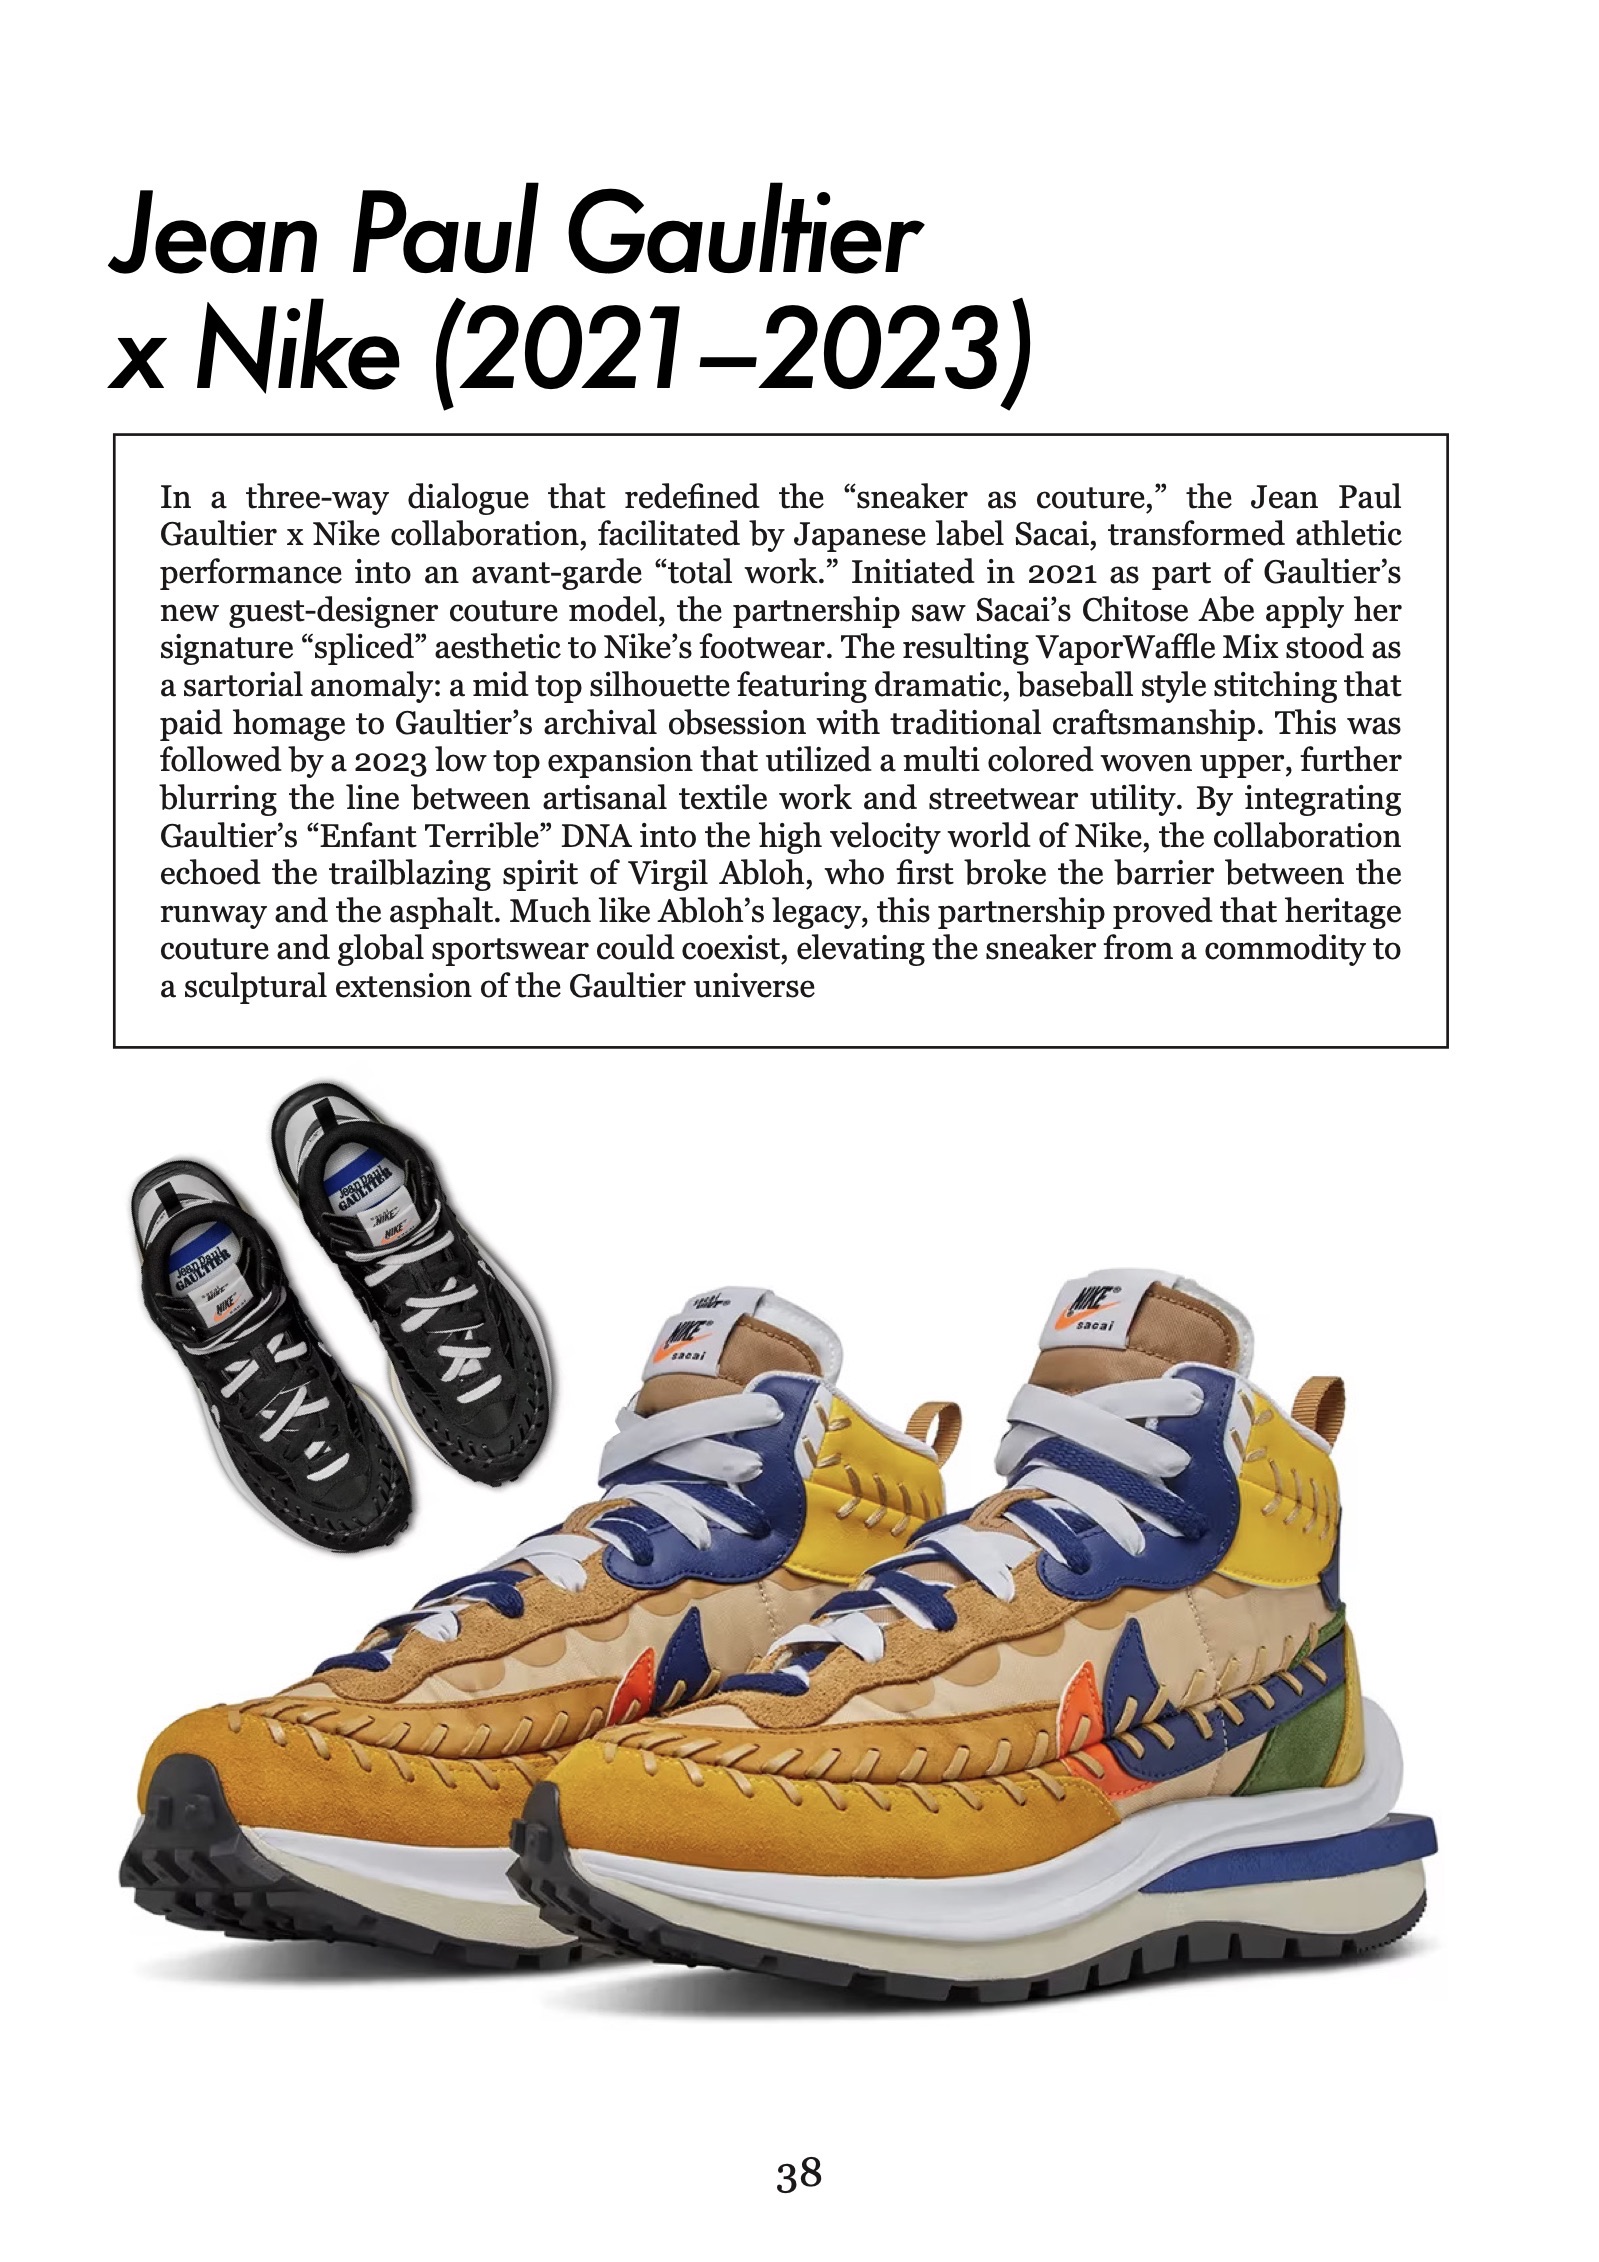 Jean Paul Gaultier
x Nike (2021–2023)
In a three-way dialogue that redefined the “sneaker as couture,” the Jean Paul
Gaultier x Nike collaboration, facilitated by Japanese label Sacai, transformed athletic
performance into an avant-garde “total work.” Initiated in 2021 as part of Gaultier’s
new guest-designer couture model, the partnership saw Sacai’s Chitose Abe apply her
signature “spliced” aesthetic to Nike’s footwear. The resulting VaporWaffle Mix stood as
a sartorial anomaly: a mid top silhouette featuring dramatic, baseball style stitching that
paid homage to Gaultier’s archival obsession with traditional craftsmanship. This was
followed by a 2023 low top expansion that utilized a multi colored woven upper, further
blurring the line between artisanal textile work and streetwear utility. By integrating
Gaultier’s “Enfant Terrible” DNA into the high velocity world of Nike, the collaboration
echoed the trailblazing spirit of Virgil Abloh, who first broke the barrier between the
runway and the asphalt. Much like Abloh’s legacy, this partnership proved that heritage
couture and global sportswear could coexist, elevating the sneaker from a commodity to
a sculptural extension of the Gaultier universe
Jean Paul
GAULTIER
NIKE
NIKE
Jean Paul
GAULTIER
NIKE
NIKE
NIKE®
sacai
NIKE®
sacai
38